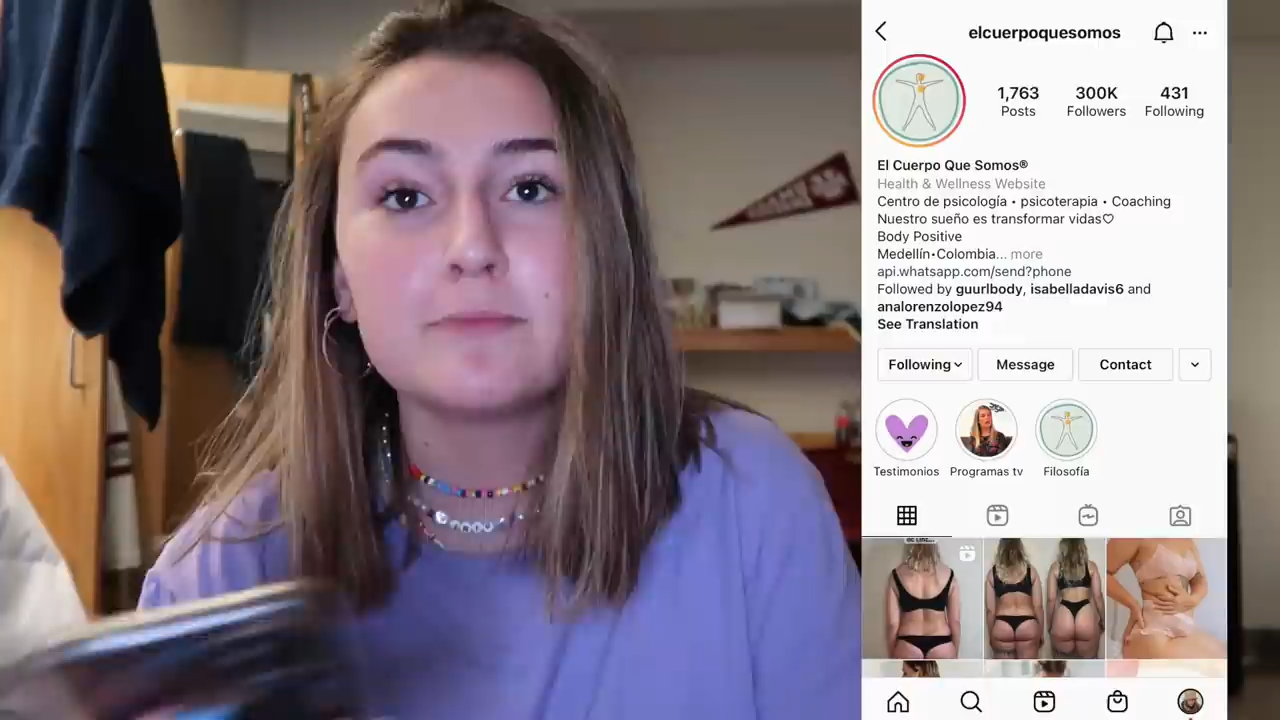 elcuerpoquesomos
1,763 300K 431
Posts Followers Following
El Cuerpo Que Somos®
Health & Wellness Website
Centro de psicología • psicoterapia • Coaching
Nuestro sueño es transformar vidas♡
Body Positive
Medellín•Colombia... more
api.whatsapp.com/send?phone
Followed by guurlbody, isabelladavis6 and
analorenzolopez94
See Translation
Following Message Contact
Testimonios Programas tv Filosofía